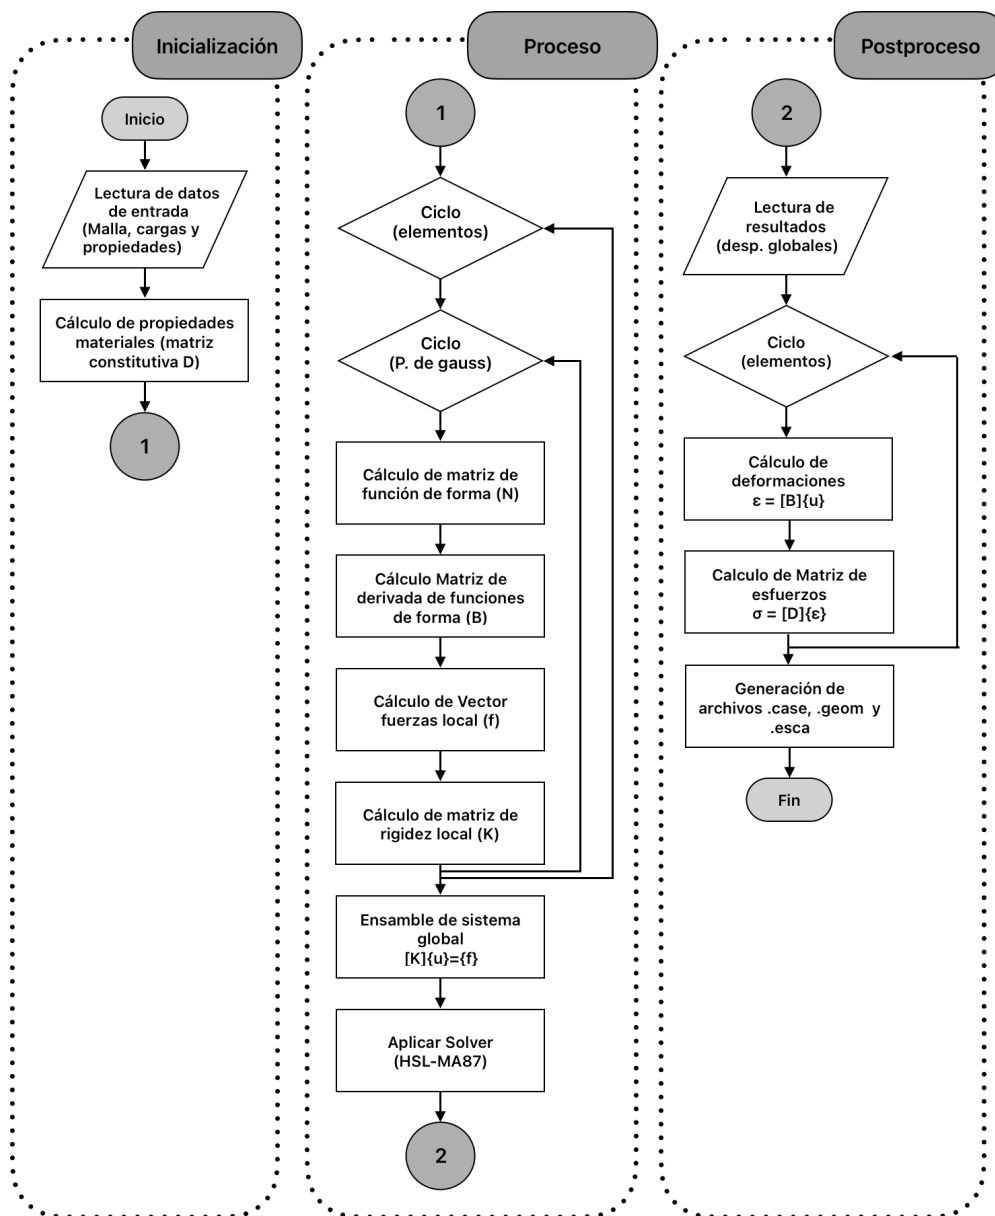 Inicialización
Inicio
Lectura de datos
de entrada
(Malla, cargas y
propiedades)
Cálculo de propiedades
materiales (matriz
constitutiva D)
1
Proceso
1
Ciclo
(elementos)
Ciclo
(P. de gauss)
Cálculo de matriz de
función de forma (N)
Cálculo Matriz de
derivada de funciones
de forma (B)
Cálculo de Vector
fuerzas local (f)
Cálculo de matriz de
rigidez local (K)
Ensamble de sistema
global
[K]{u}={f}
Aplicar Solver
(HSL-MA87)
2
Postproceso
2
Lectura de
resultados
(desp. globales)
Ciclo
(elementos)
Cálculo de
deformaciones
ε = [B]{u}
Calculo de Matriz de
esfuerzos
σ = [D]{ε}
Generación de
archivos .case, .geom y
.esca
Fin